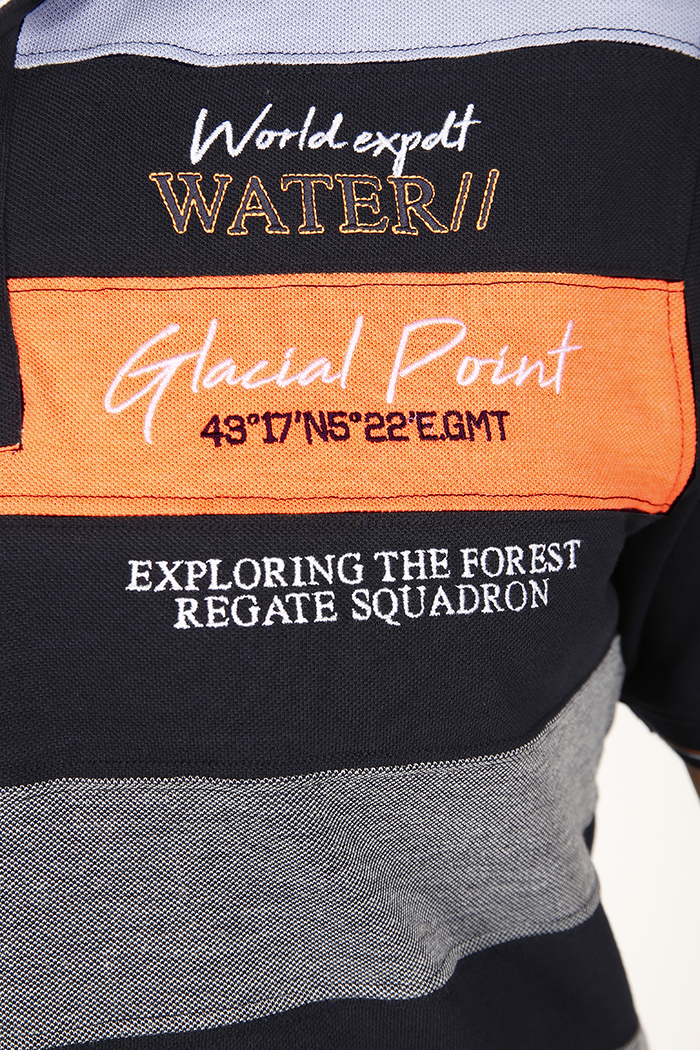 World expdt
WATER//
Glacial Point
43°17'N5°22'E.GMT
EXPLORING THE FOREST
REGATE SQUADRON